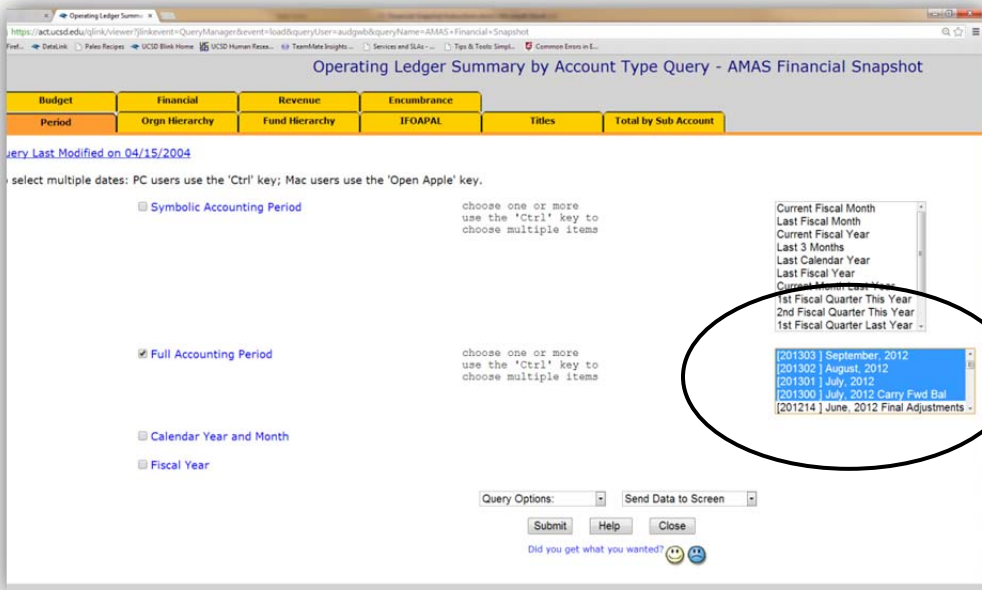 Operating Ledger Summ
https://act.ucsd.edu/qlink/viewer?jlinkevent=QueryManager&event=load&queryUser=audgwb&queryName=AMAS+Financial+Snapshot
DataLink Paleo Recipes UCSD Blink Home UCSD Human Resea... TeamMate Insights... Services and SLAs - ... Tips & Tools: Simpl... Common Errors in E...
Operating Ledger Summary by Account Type Query - AMAS Financial Snapshot
Budget Financial Revenue Encumbrance
Period Orgn Hierarchy Fund Hierarchy IFOAPAL Titles Total by Sub Account
uery Last Modified on 04/15/2004
select multiple dates: PC users use the 'Ctrl' key; Mac users use the 'Open Apple' key.
Symbolic Accounting Period
choose one or more
use the 'Ctrl' key to
choose multiple items
Current Fiscal Month
Last Fiscal Month
Current Fiscal Year
Last 3 Months
Last Calendar Year
Last Fiscal Year
Current Month Last Year
1st Fiscal Quarter This Year
2nd Fiscal Quarter This Year
1st Fiscal Quarter Last Year
Full Accounting Period
choose one or more
use the 'Ctrl' key to
choose multiple items
[201303 ] September, 2012
[201302 ] August, 2012
[201301 ] July, 2012
[201300 ] July, 2012 Carry Fwd Bal
[201214 ] June, 2012 Final Adjustments
Calendar Year and Month
Fiscal Year
Query Options: Send Data to Screen
Submit Help Close
Did you get what you wanted?